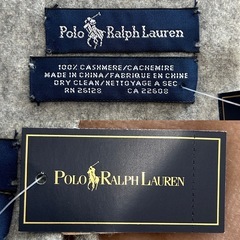 Polo Ralph Lauren
100% CASHMERE/CACHEMIRE
MADE IN CHINA/FABRIQUE EN CHINE
DRY CLEAN/NETTOYAGE A SEC
RN 26128 CA 22608
POLO RALPH LAUREN